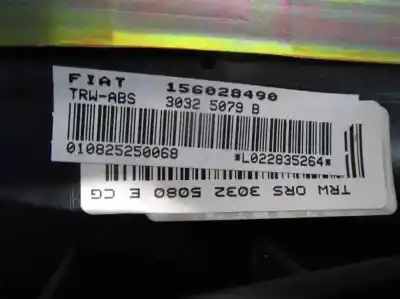 FIAT 156028490
TRW-ABS 3032 5079 B
010825250068 *L022835264*
TRW ORS 3032 5080 E CG